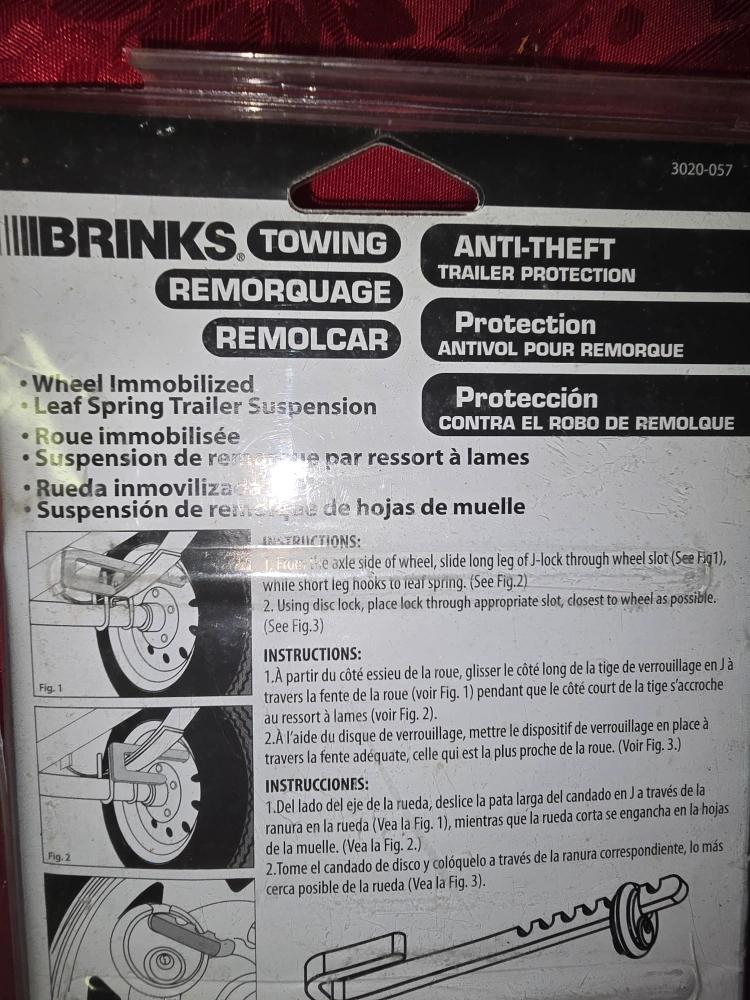 3020-057
BRINKS® TOWING
REMORQUAGE
REMOLCAR
ANTI-THEFT
TRAILER PROTECTION
Protection
ANTIVOL POUR REMORQUE
Protección
CONTRA EL ROBO DE REMOLQUE
• Wheel Immobilized
• Leaf Spring Trailer Suspension
• Roue immobilisée
• Suspension de remorque par ressort à lames
• Rueda inmoviliza
• Suspensión de remolque de hojas de muelle
INSTRUCTIONS:
1. From the axle side of wheel, slide long leg of J-lock through wheel slot (See Fig1),
while short leg hooks to leaf spring. (See Fig.2)
2. Using disc lock, place lock through appropriate slot, closest to wheel as possible.
(See Fig.3)
INSTRUCTIONS:
1.À partir du côté essieu de la roue, glisser le côté long de la tige de verrouillage en J à
travers la fente de la roue (voir Fig. 1) pendant que le côté court de la tige s'accroche
au ressort à lames (voir Fig. 2).
2.À l'aide du disque de verrouillage, mettre le dispositif de verrouillage en place à
travers la fente adéquate, celle qui est la plus proche de la roue. (Voir Fig. 3.)
INSTRUCCIONES:
1.Del lado del eje de la rueda, deslice la pata larga del candado en J a través de la
ranura en la rueda (Vea la Fig. 1), mientras que la rueda corta se engancha en la hojas
de la muelle. (Vea la Fig. 2.)
2.Tome el candado de disco y colóquelo a través de la ranura correspondiente, lo más
cerca posible de la rueda (Vea la Fig. 3).
Fig. 1
Fig. 2